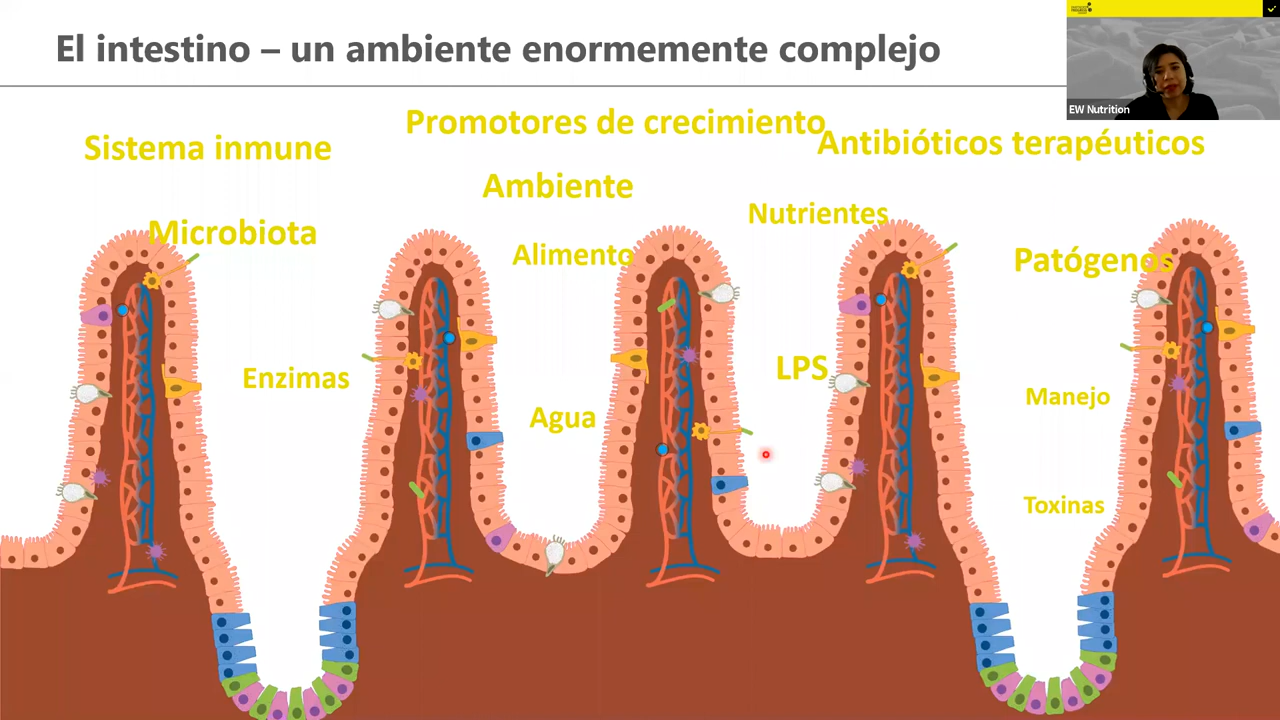 El intestino – un ambiente enormemente complejo
EW Nutrition
Promotores de crecimiento
Sistema inmune
Antibióticos terapéuticos
Ambiente
Nutrientes
Microbiota
Alimento
Patógenos
Enzimas
LPS
Manejo
Agua
Toxinas